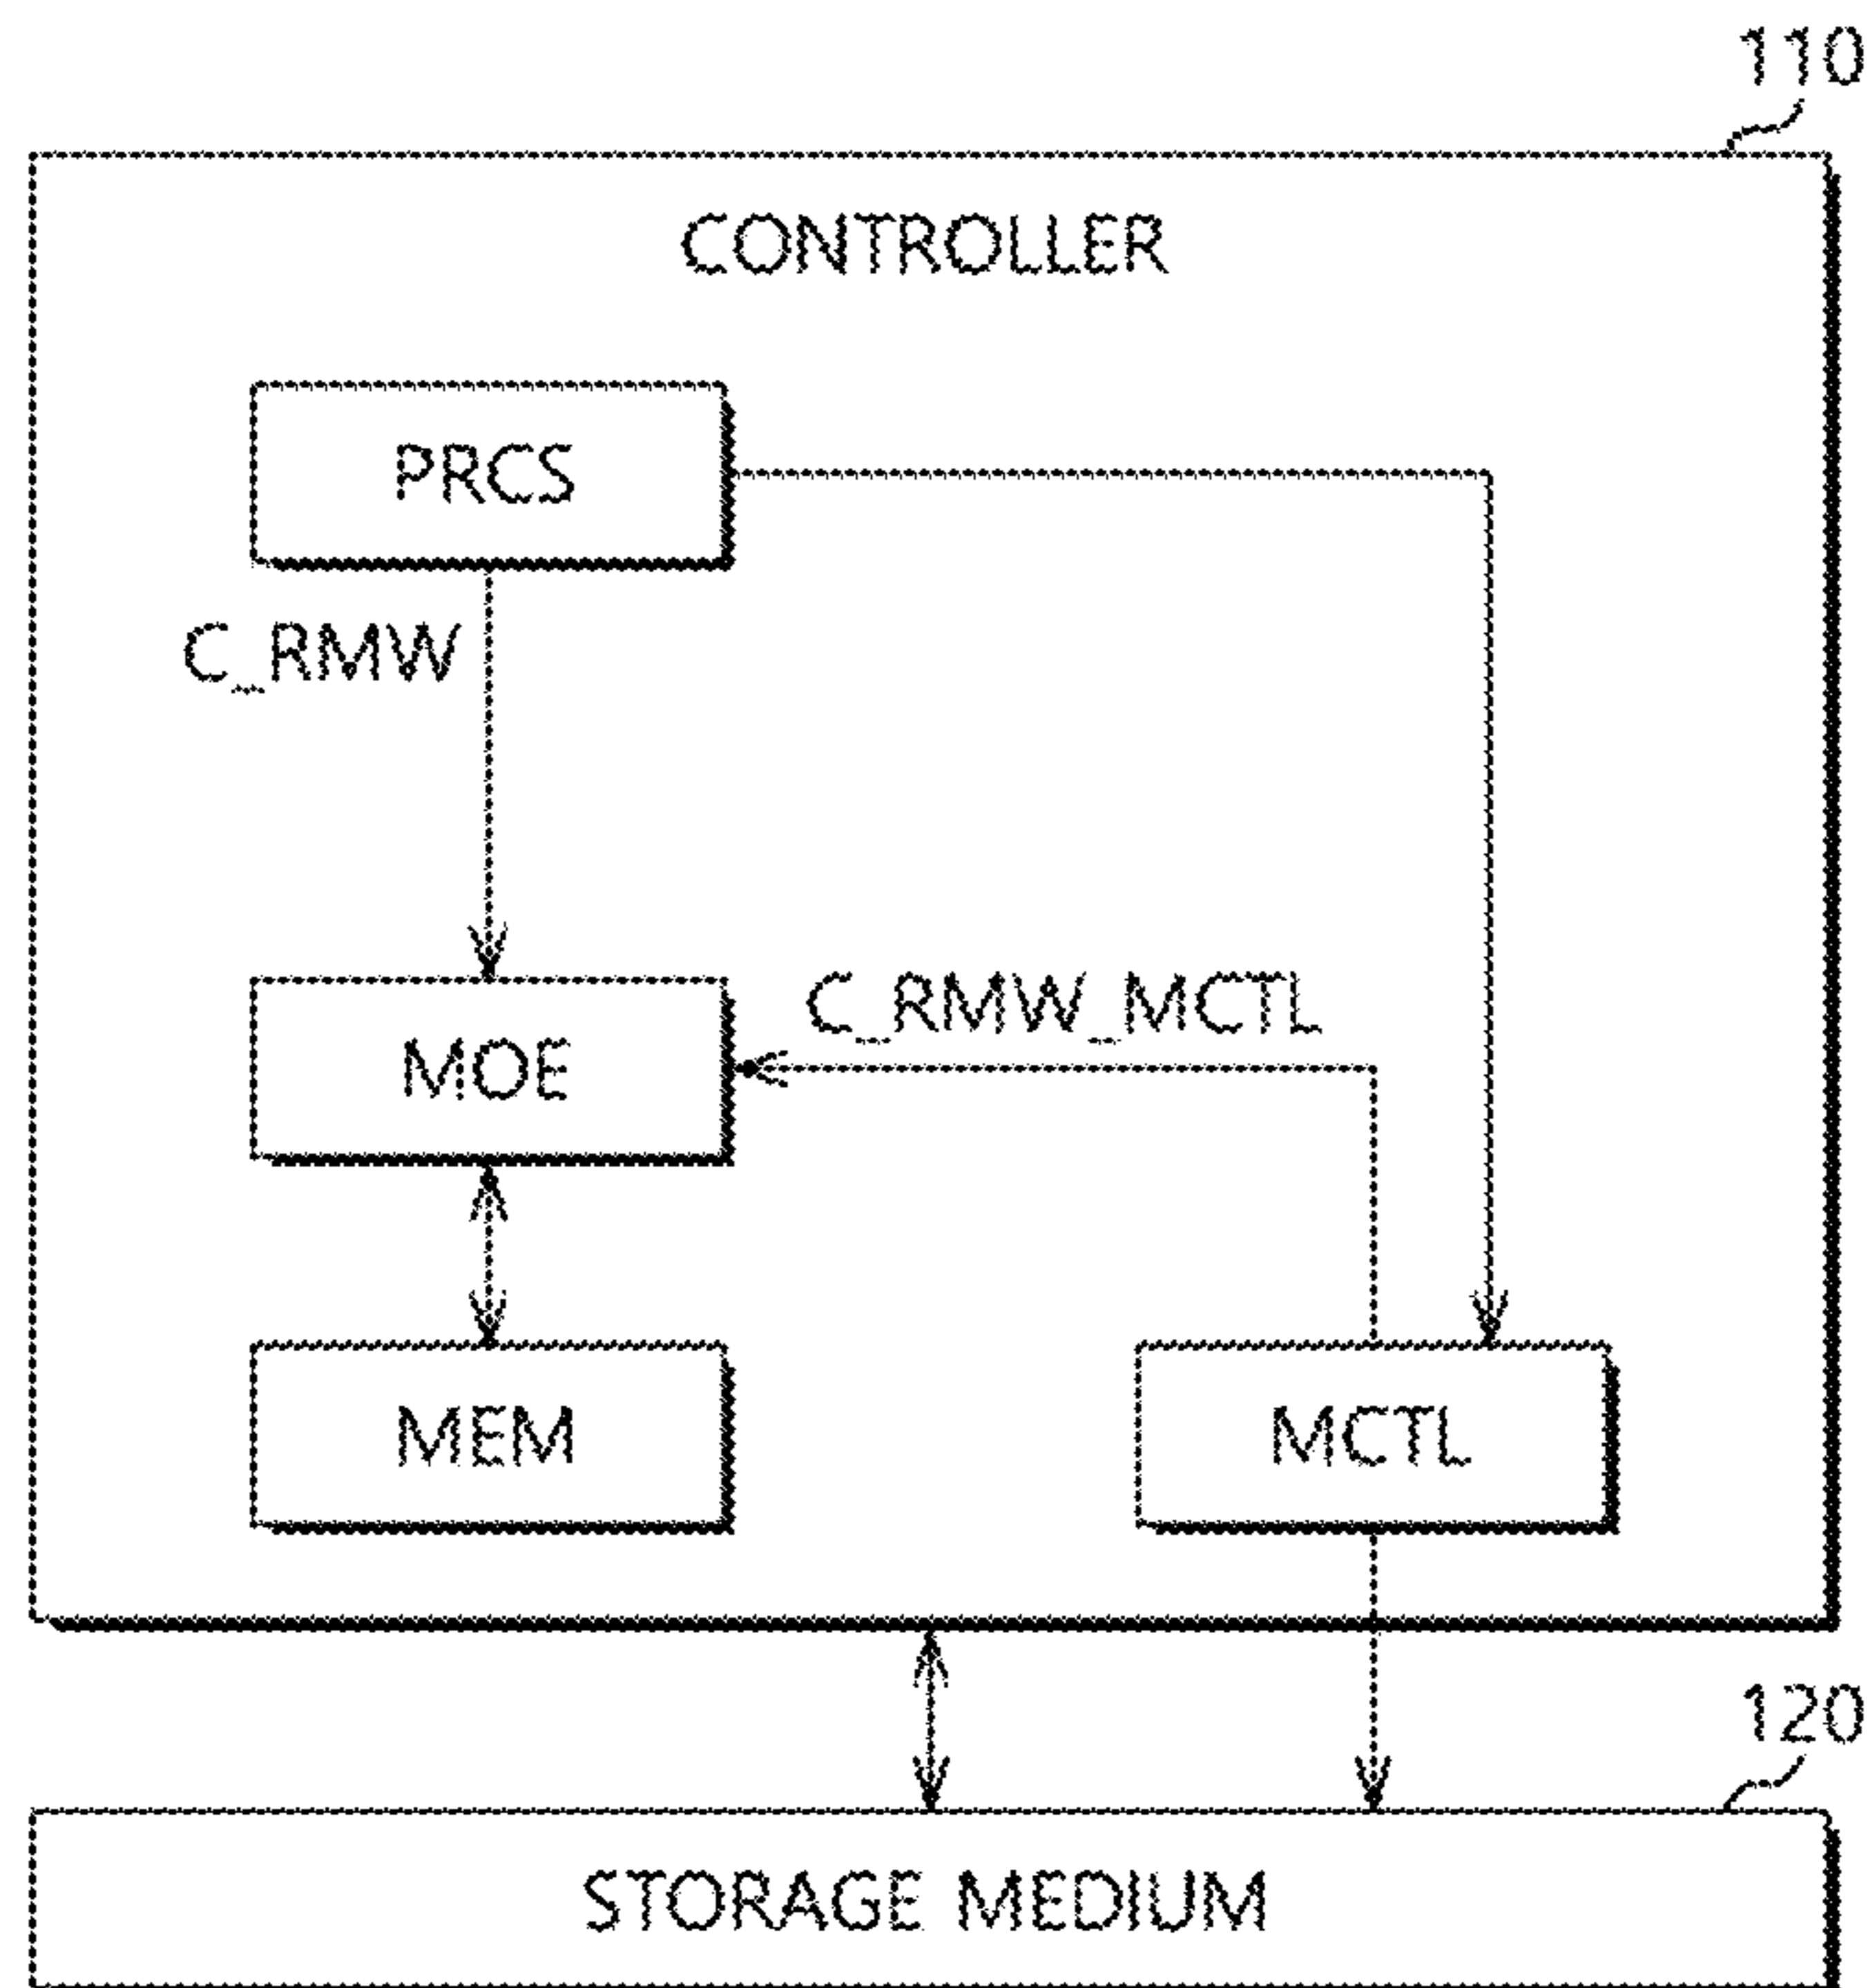 110
CONTROLLER
PRCS
C_RMW
C_RMW_MCTL
MOE
MEM
MCTL
120
STORAGE MEDIUM